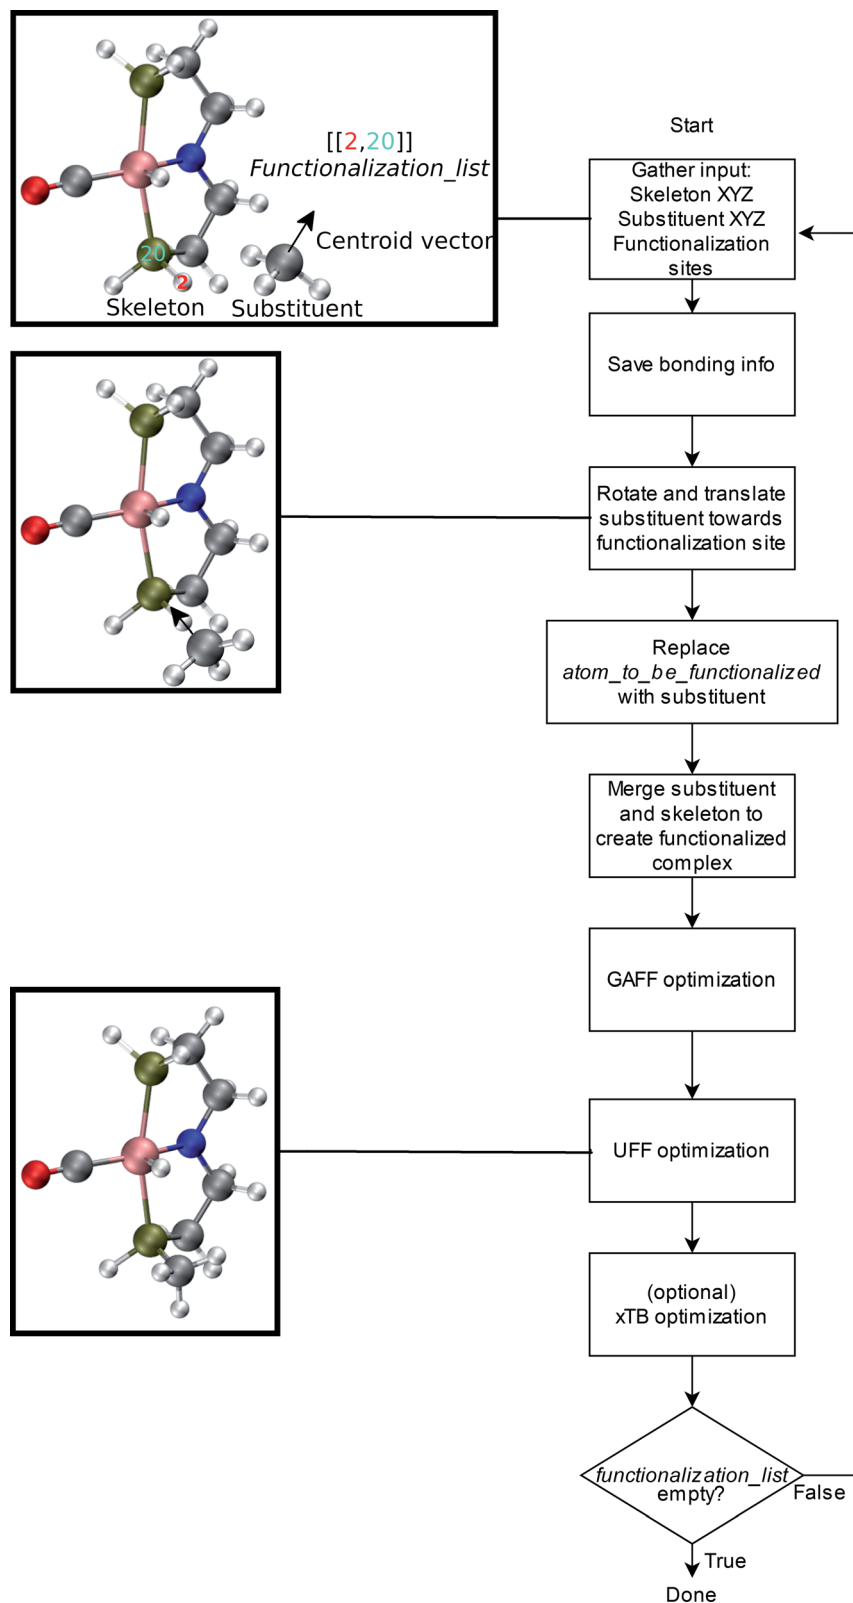 [[2,20]]
Functionalization_list
Centroid vector
20
2
Skeleton
Substituent
Start
Gather input:
Skeleton XYZ
Substituent XYZ
Functionalization
sites
Save bonding info
Rotate and translate
substituent towards
functionalization site
Replace
atom_to_be_functionalized
with substituent
Merge substituent
and skeleton to
create functionalized
complex
GAFF optimization
UFF optimization
(optional)
xTB optimization
functionalization_list
empty?
False
True
Done